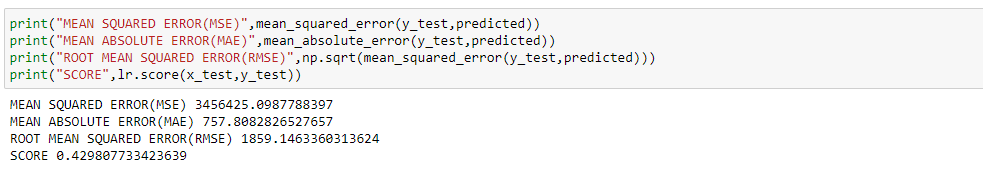 print("MEAN SQUARED ERROR(MSE)",mean_squared_error(y_test,predicted))
print("MEAN ABSOLUTE ERROR(MAE)",mean_absolute_error(y_test,predicted))
print("ROOT MEAN SQUARED ERROR(RMSE)",np.sqrt(mean_squared_error(y_test,predicted)))
print("SCORE",lr.score(x_test,y_test))
MEAN SQUARED ERROR(MSE) 3456425.0987788397
MEAN ABSOLUTE ERROR(MAE) 757.8082826527657
ROOT MEAN SQUARED ERROR(RMSE) 1859.1463360313624
SCORE 0.429807733423639